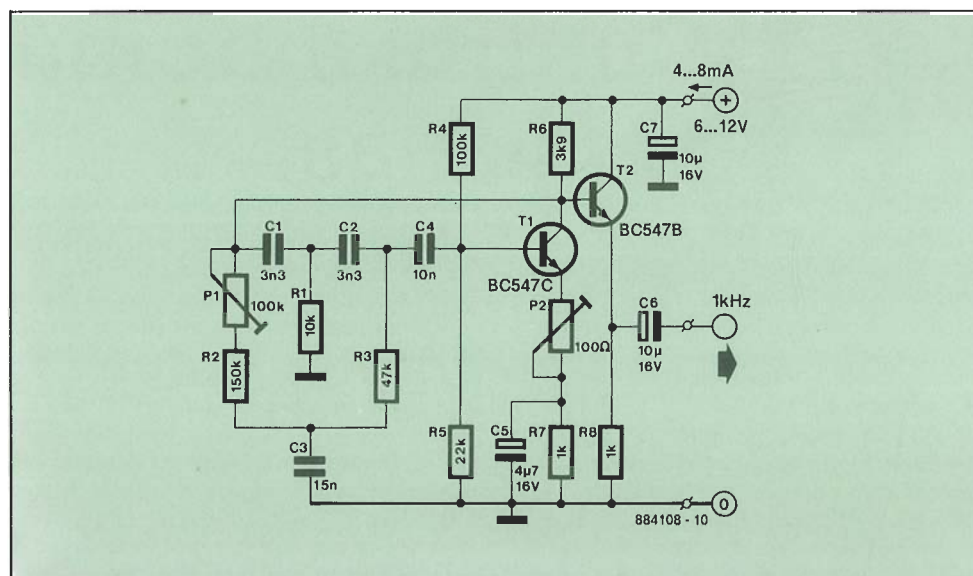 4...8mA
6...12V
R4
100k
R6
3k9
C7
10µ
16V
T2
BC547B
T1
BC547C
C1
3n3
C2
3n3
C4
10n
P1
100k
R1
10k
R2
150k
R3
47k
P2
100Ω
C6
10µ
16V
1kHz
C3
15n
R5
22k
C5
4µ7
16V
R7
1k
R8
1k
0
884108 - 10